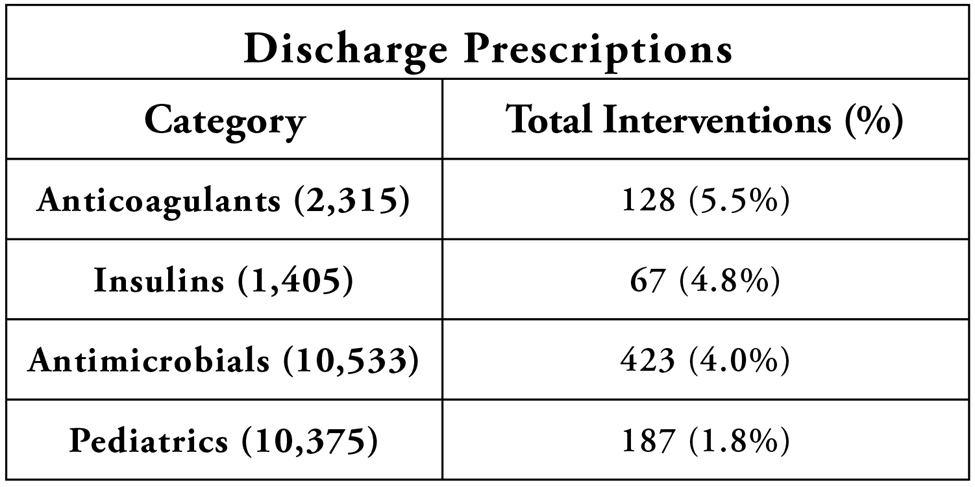 Discharge Prescriptions
Category Total Interventions (%)
Anticoagulants (2,315) 128 (5.5%)
Insulins (1,405) 67 (4.8%)
Antimicrobials (10,533) 423 (4.0%)
Pediatrics (10,375) 187 (1.8%)